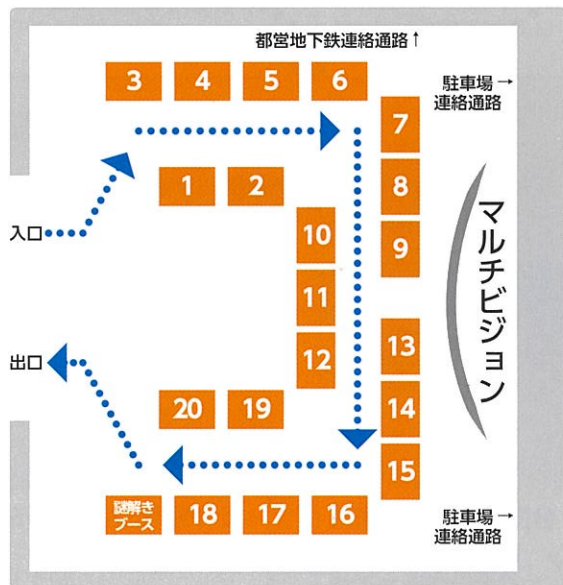 都営地下鉄連絡通路↑
3 4 5 6
駐車場→
連絡通路
7
1 2
8
入口
10
9
マルチビジョン
11
出口
12
13
20 19
14
15
謎解き
ブース
18 17 16
駐車場→
連絡通路